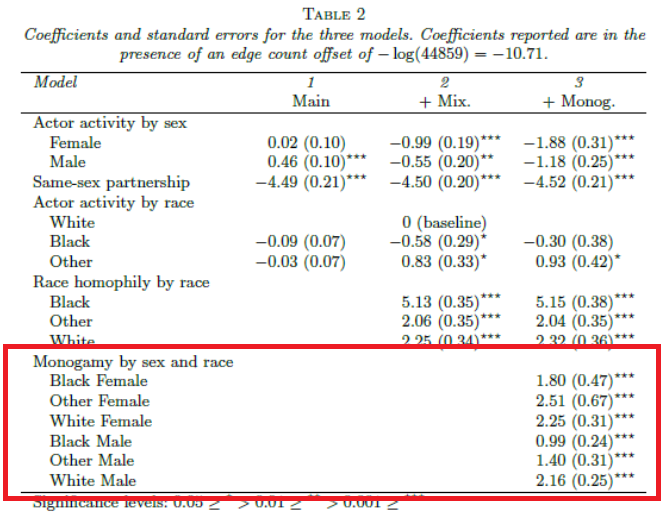 TABLE 2
Coefficients and standard errors for the three models. Coefficients reported are in the
presence of an edge count offset of − log(44859) = −10.71.
Model 1 2 3
Main + Mix. + Monog.
Actor activity by sex
Female 0.02 (0.10) −0.99 (0.19)*** −1.88 (0.31)***
Male 0.46 (0.10)*** −0.55 (0.20)** −1.18 (0.25)***
Same-sex partnership −4.49 (0.21)*** −4.50 (0.20)*** −4.52 (0.21)***
Actor activity by race
White 0 (baseline)
Black −0.09 (0.07) −0.58 (0.29)* −0.30 (0.38)
Other −0.03 (0.07) 0.83 (0.33)* 0.93 (0.42)*
Race homophily by race
Black 5.13 (0.35)*** 5.15 (0.38)***
Other 2.06 (0.35)*** 2.04 (0.35)***
White 2.25 (0.34)*** 2.32 (0.36)***
Monogamy by sex and race
Black Female 1.80 (0.47)***
Other Female 2.51 (0.67)***
White Female 2.25 (0.31)***
Black Male 0.99 (0.24)***
Other Male 1.40 (0.31)***
White Male 2.16 (0.25)***
Significance levels: 0.05 ≥ * > 0.01 ≥ ** > 0.001 ≥ ***